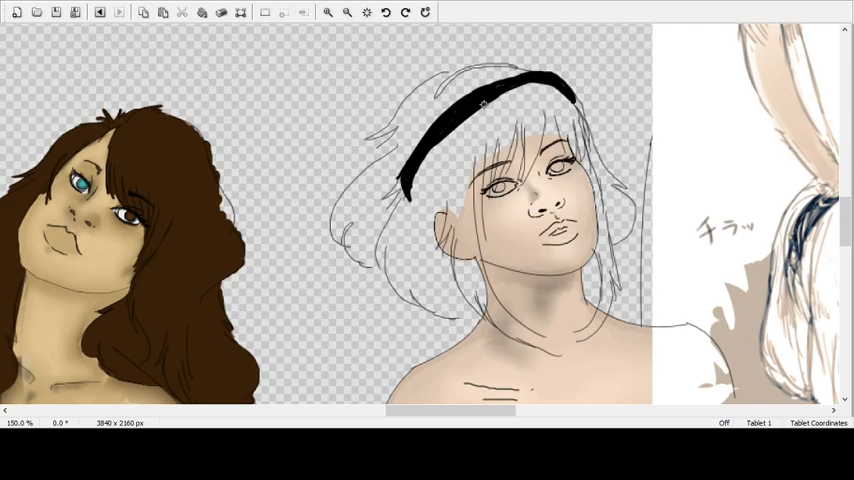 チラッ
150.0 %
0.0 °
3840 x 2160 px
Off
Tablet 1
Tablet Coordinates